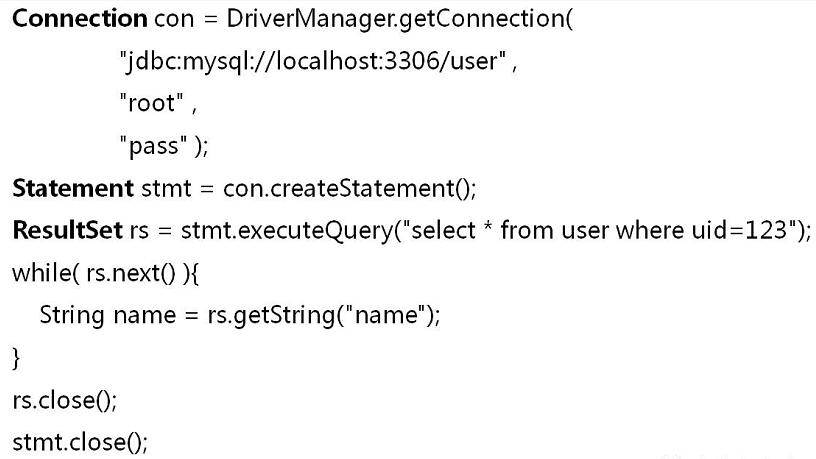 Connection con = DriverManager.getConnection(
"jdbc:mysql://localhost:3306/user" ,
"root" ,
"pass" );
Statement stmt = con.createStatement();
ResultSet rs = stmt.executeQuery("select * from user where uid=123");
while( rs.next() ){
String name = rs.getString("name");
}
rs.close();
stmt.close();